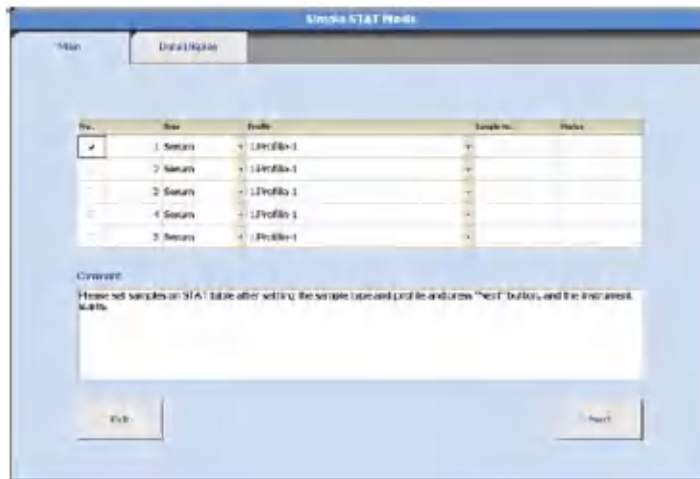 Simple STAT Mode
Main Data Display
No. Type Profile Sample No. Status
1 Serum 1.Profile-1
2 Serum 1.Profile-1
3 Serum 1.Profile-1
4 Serum 1.Profile-1
5 Serum 1.Profile-1
Comment
Please set samples on STAT table after setting the sample type and profile and press "Next" button, and the instrument
starts.
Exit Next